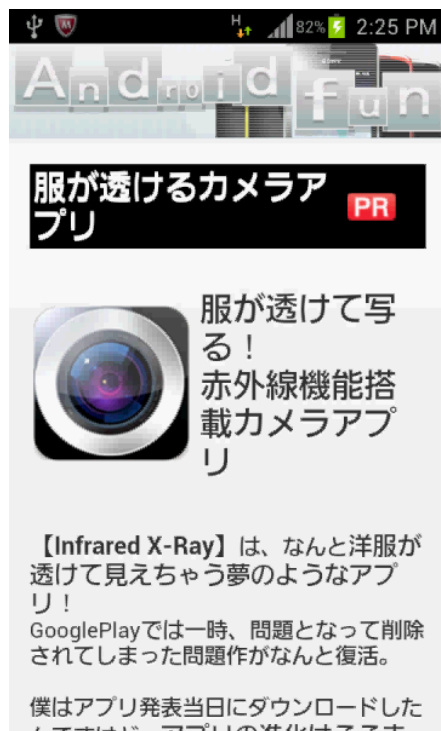 H
82%
2:25 PM
Android fun
服が透けるカメラア
プリ
PR
服が透けて写
る！
赤外線機能搭
載カメラアプ
リ
【Infrared X-Ray】は、なんと洋服が
透けて見えちゃう夢のようなアプ
リ！
GooglePlayでは一時、問題となって削除
されてしまった問題作がなんと復活。
僕はアプリ発表当日にダウンロードした